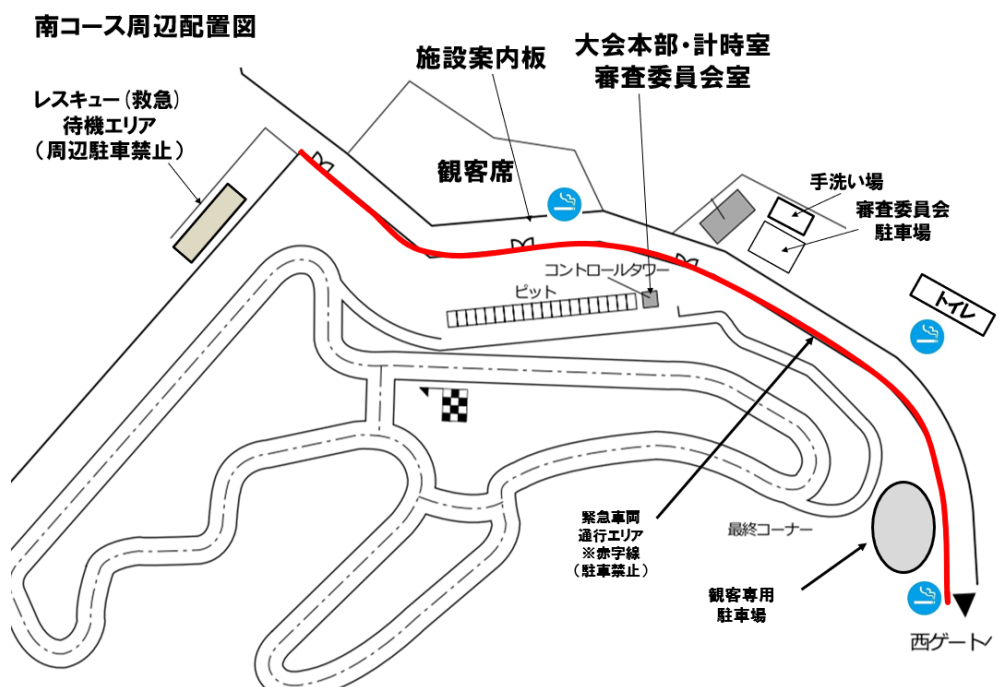 南コース周辺配置図
施設案内板
大会本部・計時室
審査委員会室
レスキュー(救急)
待機エリア
(周辺駐車禁止)
観客席
手洗い場
審査委員会
駐車場
コントロールタワー
ピット
トイレ
緊急車両
通行エリア
※赤字線
(駐車禁止)
最終コーナー
観客専用
駐車場
西ゲート